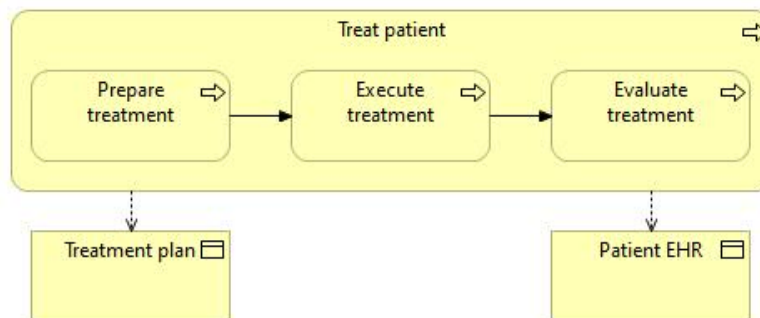 Treat patient
Prepare
treatment
Execute
treatment
Evaluate
treatment
Treatment plan
Patient EHR